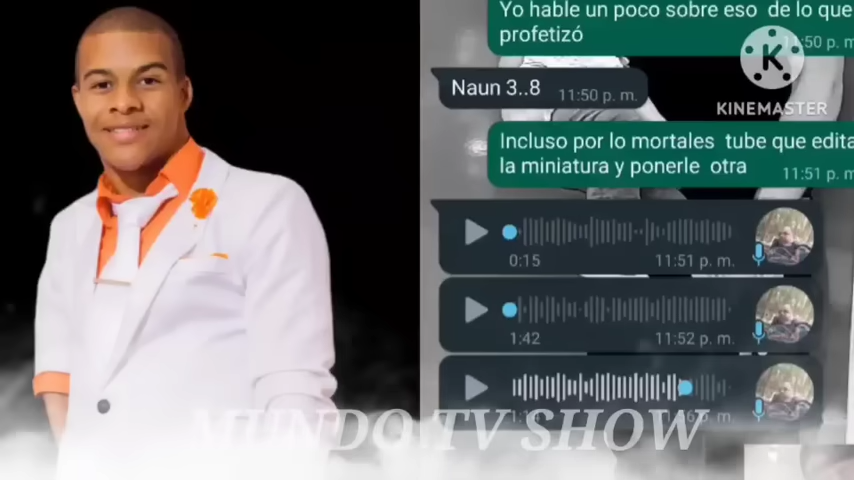 Yo hable un poco sobre eso de lo que
profetizó
11:50 p. m.
KINEMASTER
Naun 3..8 11:50 p. m.
Incluso por lo mortales tube que edita
la miniatura y ponerle otra 11:51 p. m
0:15 11:51 p. m.
1:42 11:52 p. m.
MUNDO TV SHOW